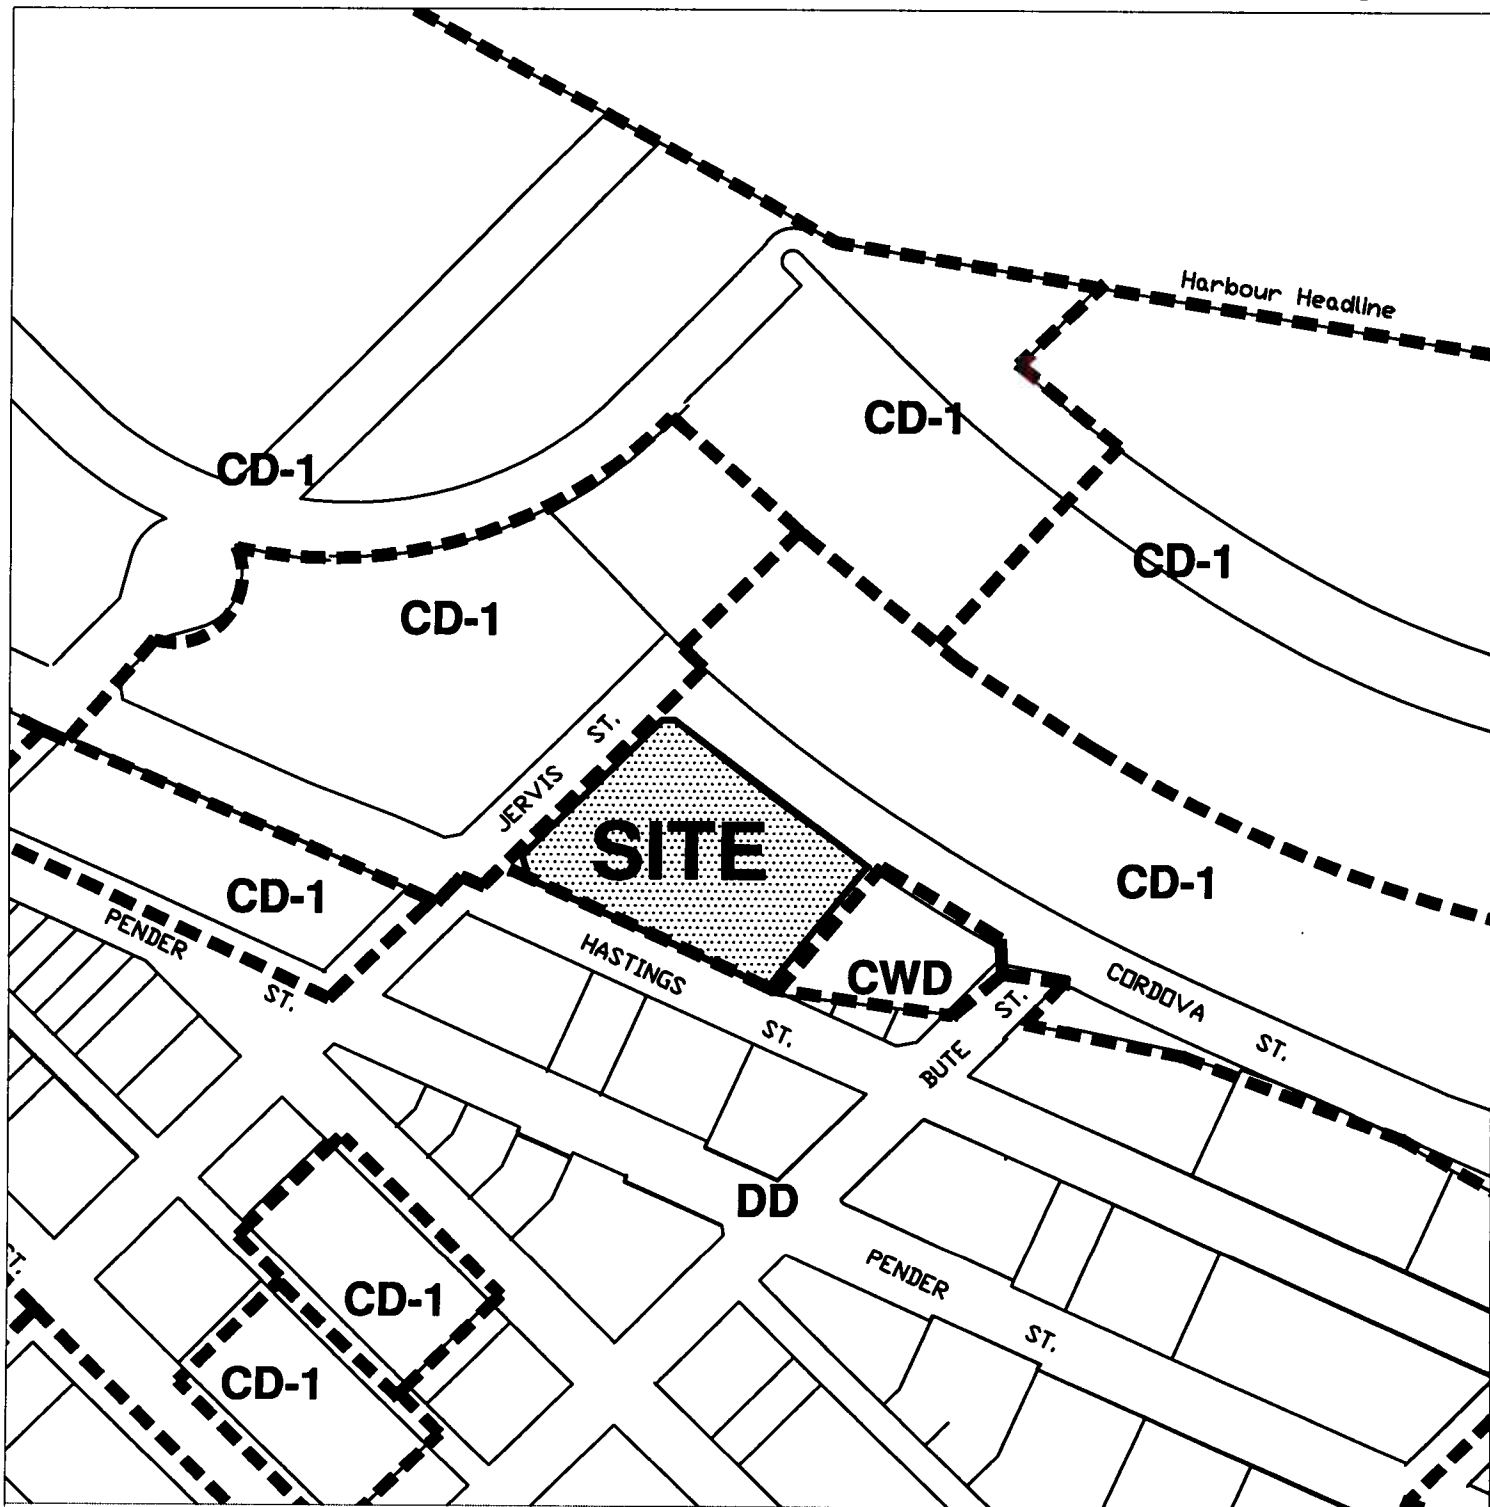 Harbour Headline
CD-1
CD-1
CD-1
CD-1
JERVIS ST.
SITE
CD-1
CD-1
PENDER ST.
HASTINGS ST.
CWD
CORDOVA ST.
BUTE ST.
DD
ST.
PENDER ST.
CD-1
CD-1